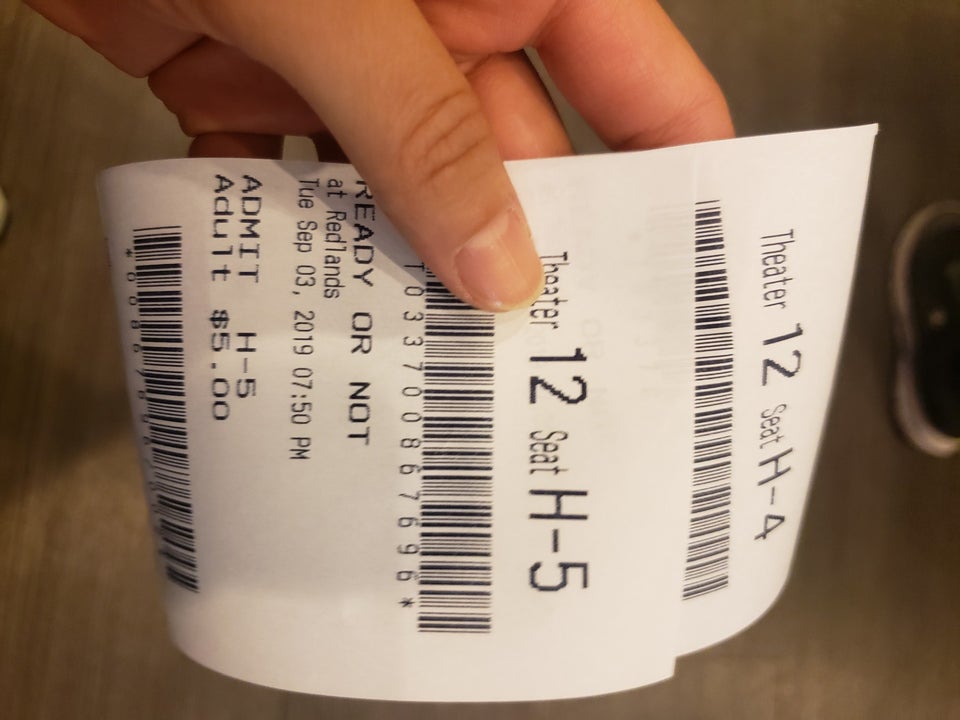 Theater 12 Seat H-4
Theater 12 Seat H-5
T033700867696*
READY OR NOT
at Redlands
Tue Sep 03, 2019 07:50 PM
ADMIT H-5
Adult $5.00